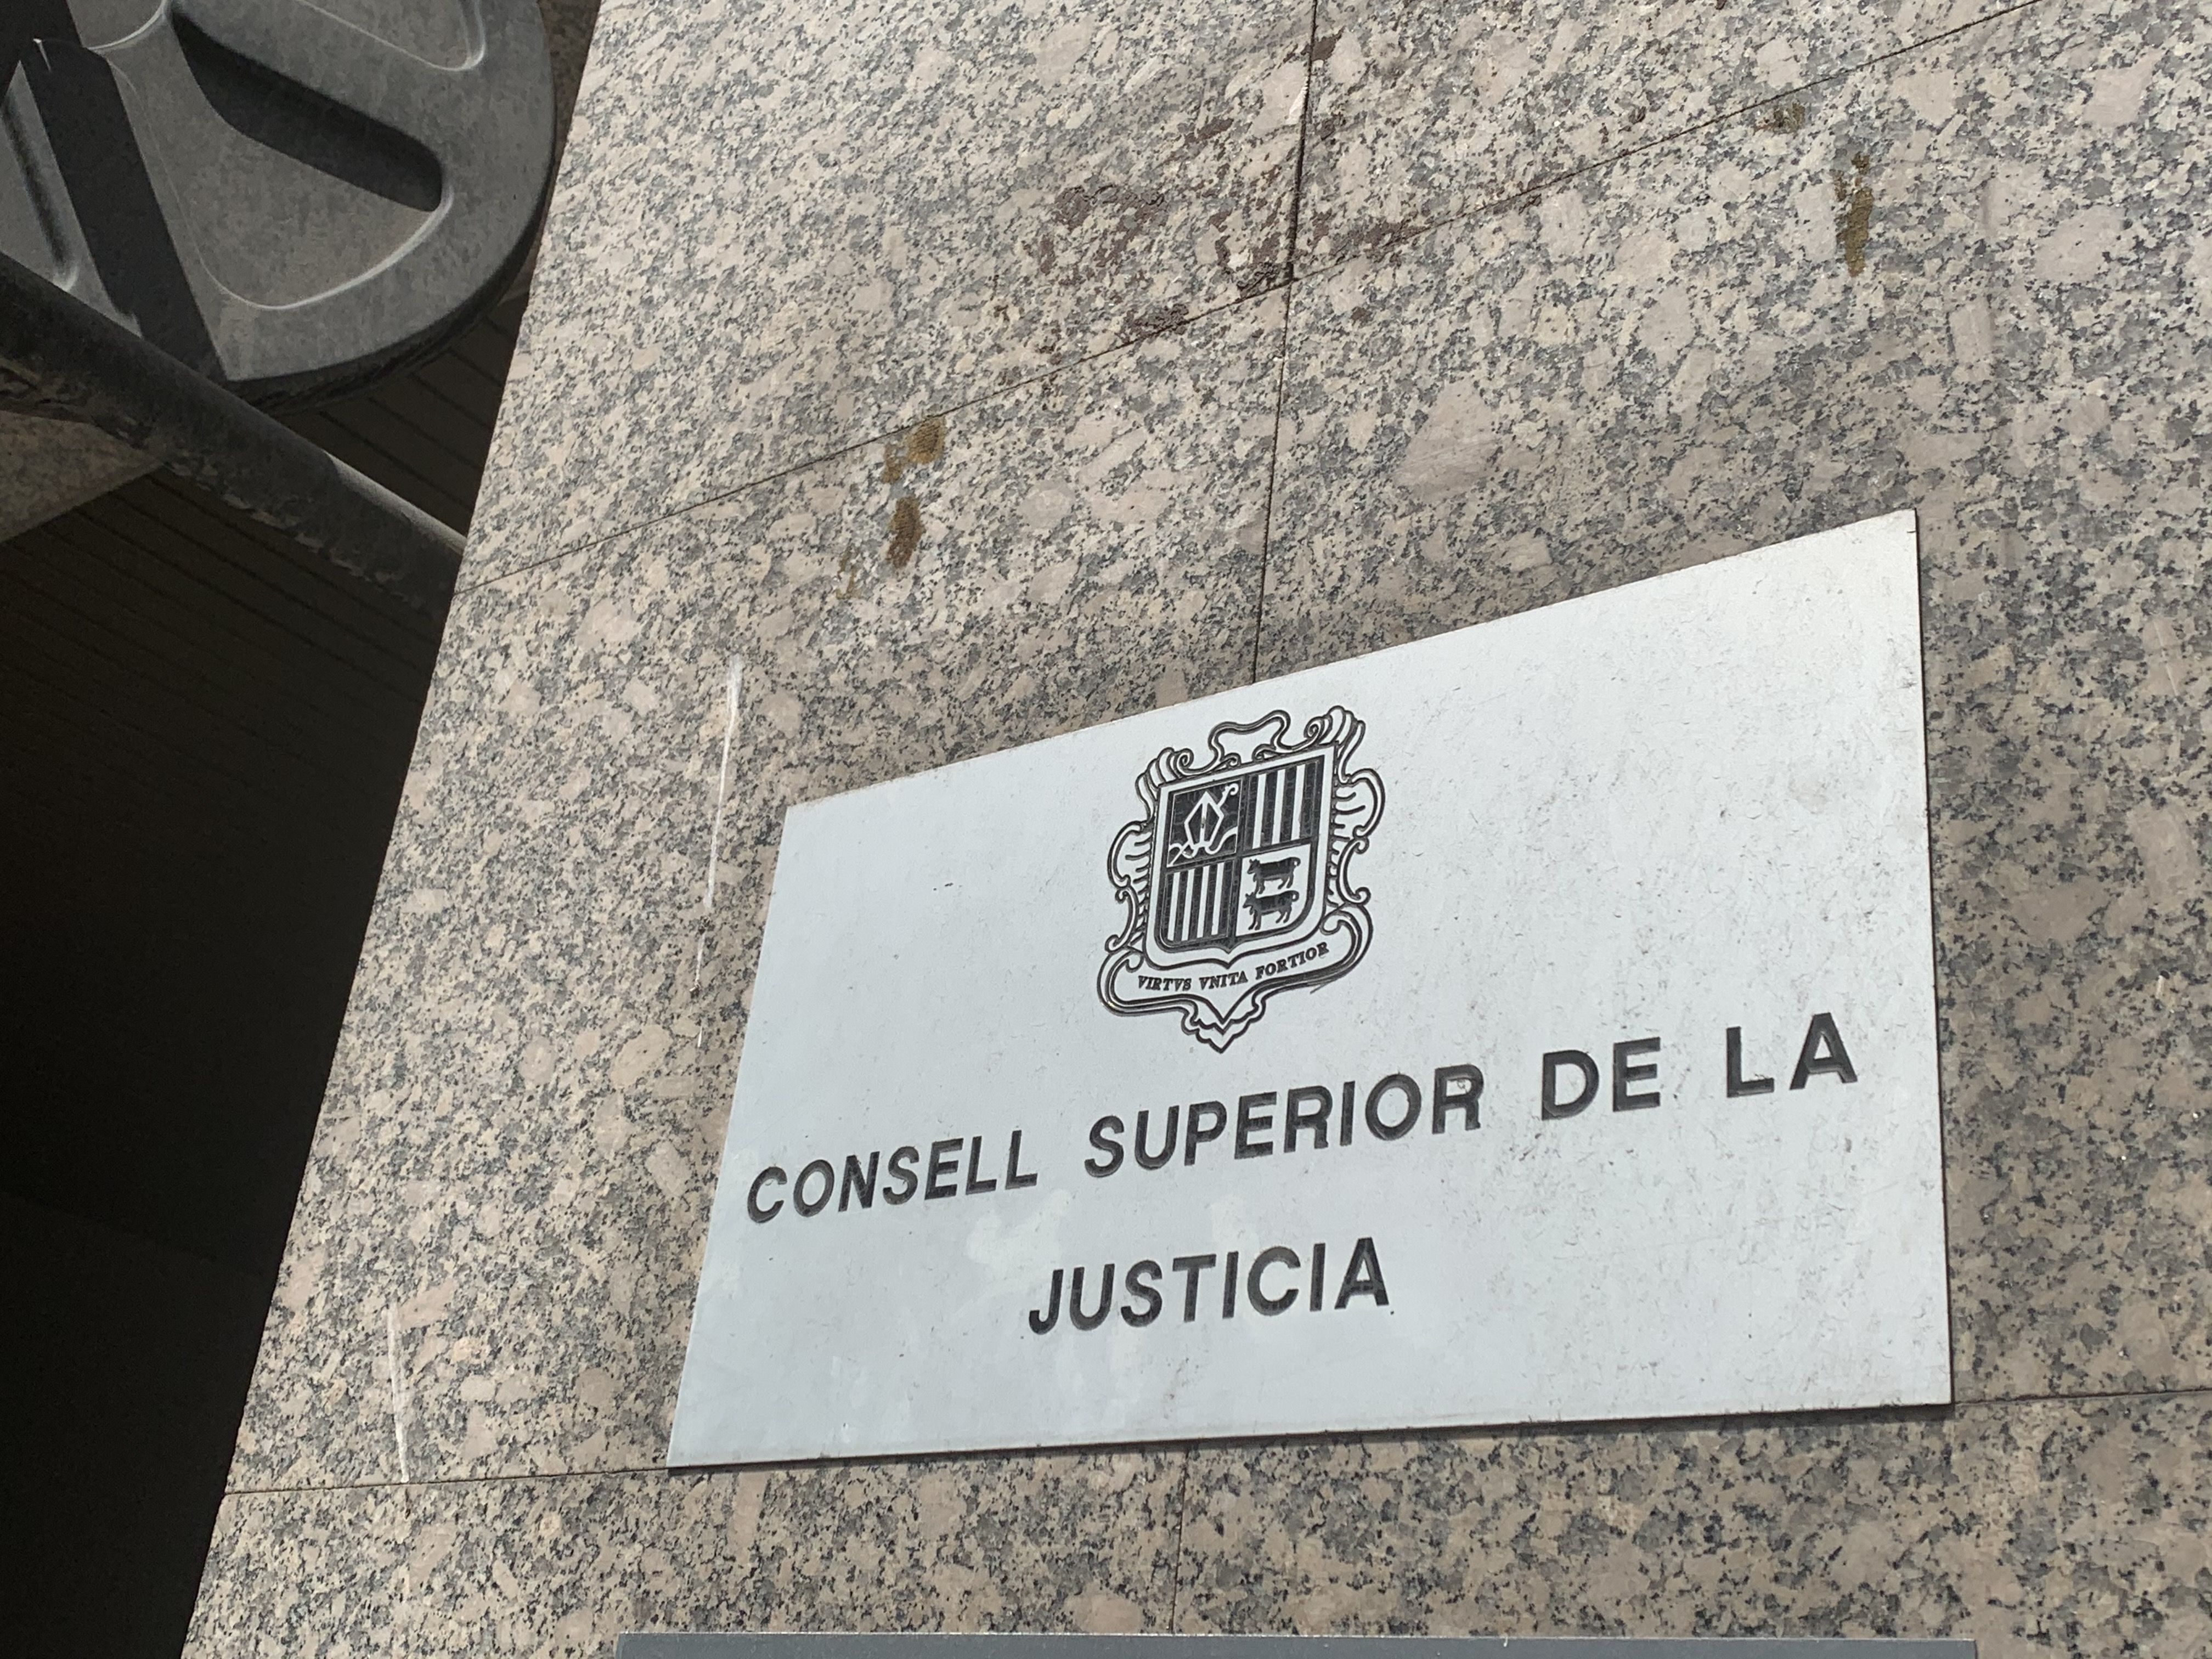 VIRTVS VNITA FORTIOR
CONSELL SUPERIOR DE LA
JUSTICIA